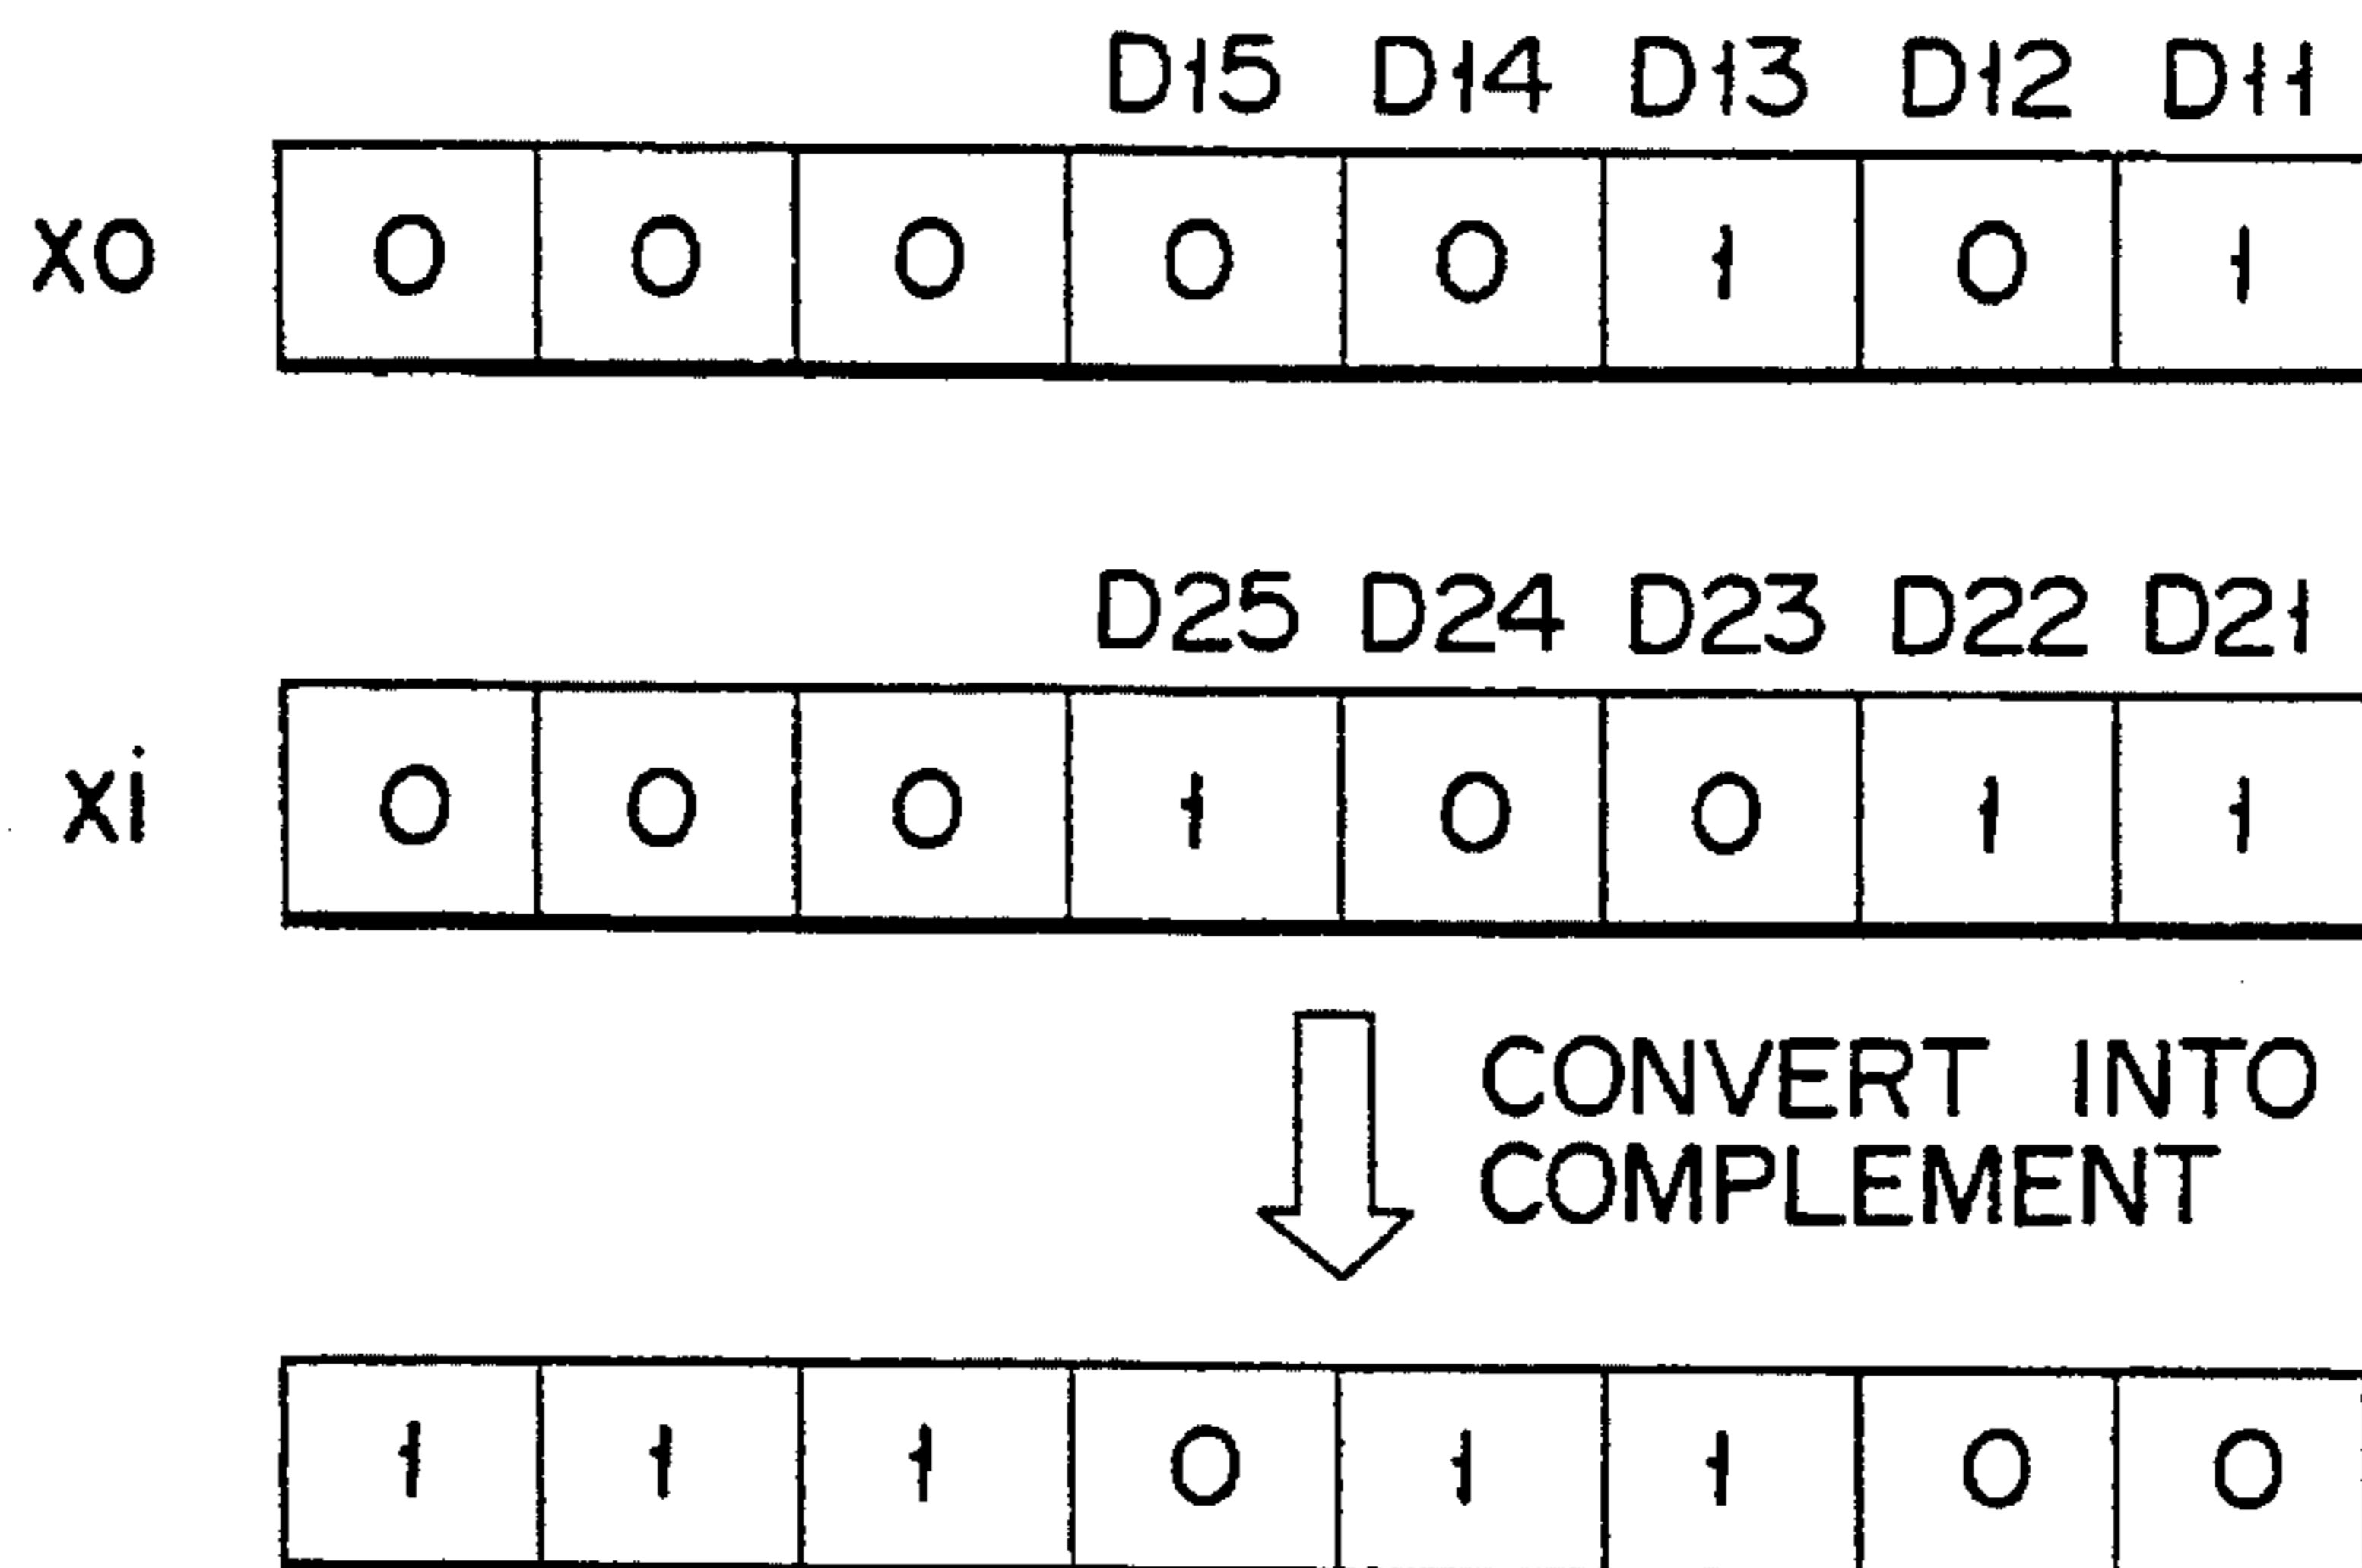 D15 D14 D13 D12 D11
xo 0 0 0 0 0 1 0 1
D25 D24 D23 D22 D21
xi 0 0 0 1 0 0 1 1
CONVERT INTO
COMPLEMENT
1 1 1 0 1 1 0 0